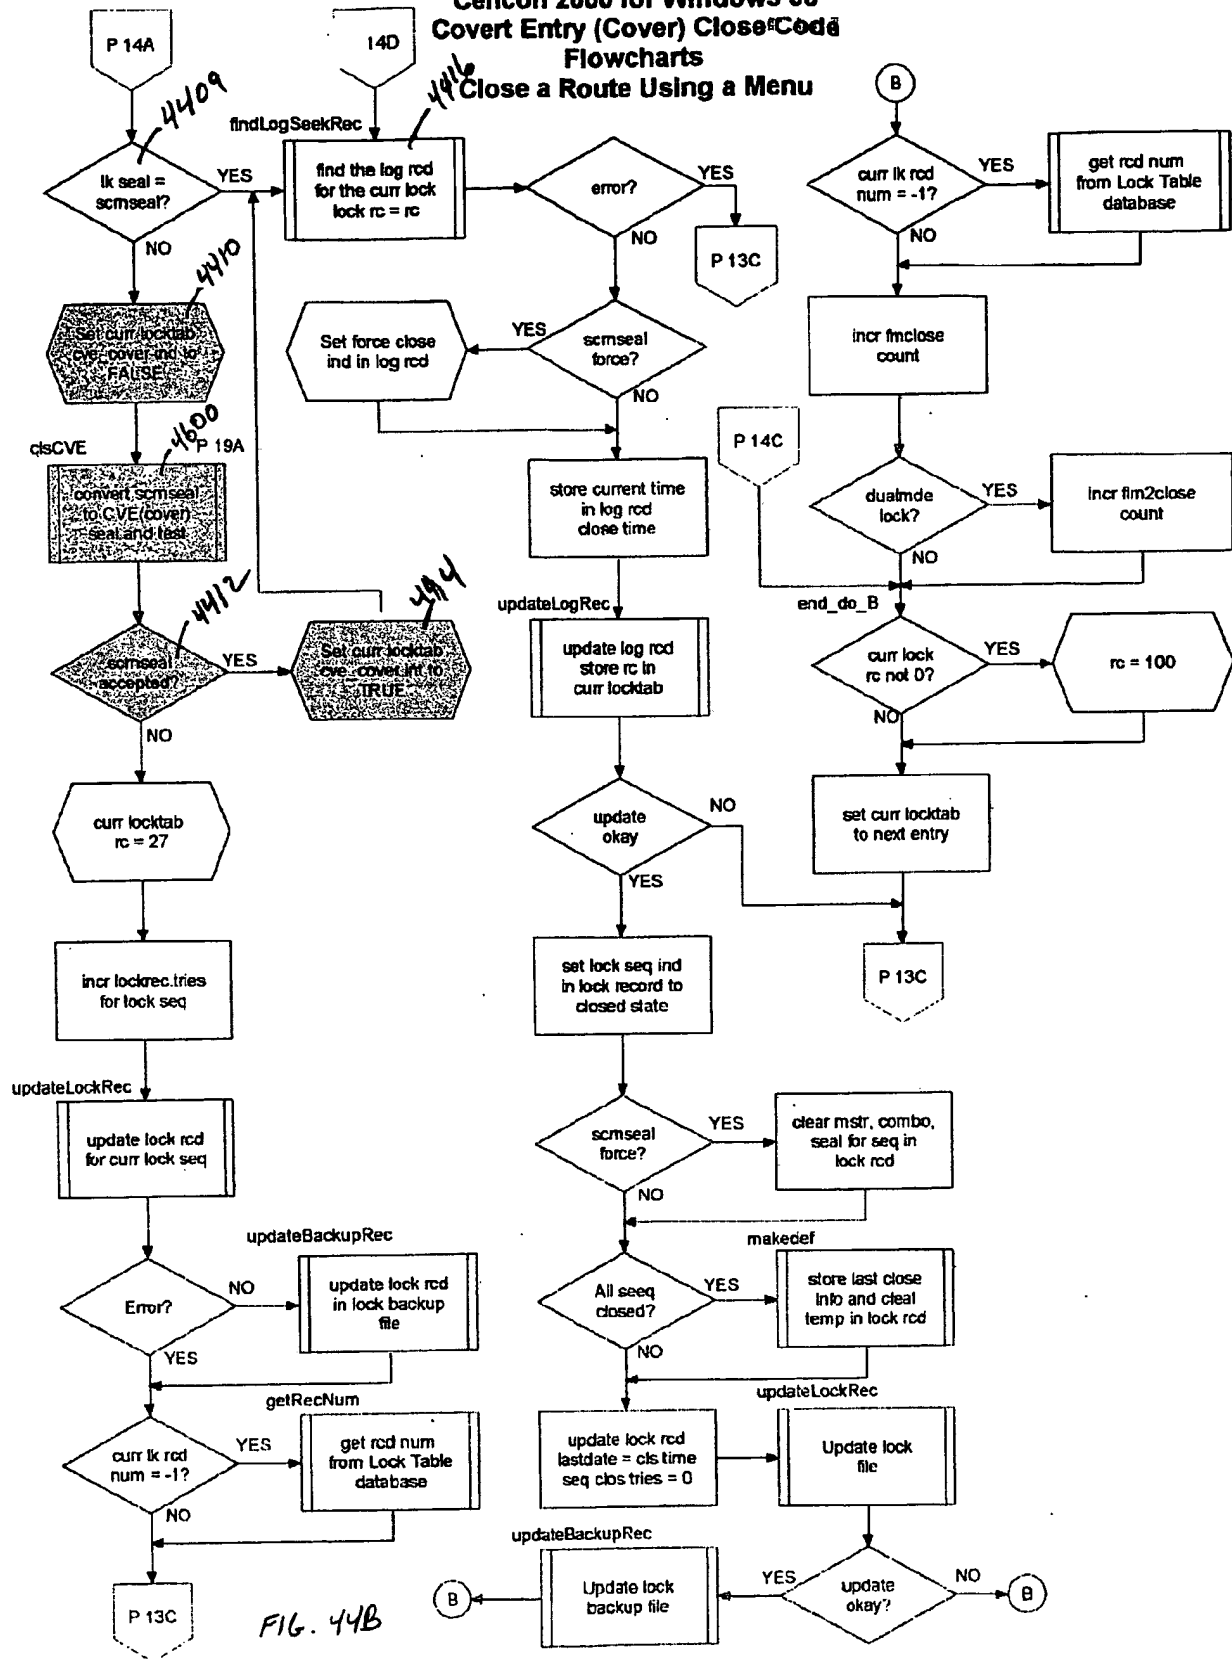 Cencon 2000 for Windows
Covert Entry (Cover) Close Code
Flowcharts
Close a Route Using a Menu
P 14A
14D
B
4409
4416
findLogSeekRec
lk seal =
scrnseal?
YES
NO
find the log rcd
for the curr lock
lock rc = rc
error?
YES
NO
P 13C
curr lk rcd
num = -1?
YES
NO
get rcd num
from Lock Table
database
4410
Set curr locktab
cve_cover ind to
FALSE
Set force close
ind in log rcd
YES
scrnseal
force?
NO
incr fmclose
count
clsCVE
4600
P 19A
convert scrnseal
to CVE(cover)
seal and test
P 14C
store current time
in log rcd
close time
dualmde
lock?
YES
NO
incr flm2close
count
4412
4414
scrnseal
accepted?
YES
NO
Set curr locktab
cve_cover int to
TRUE
updateLogRec
update log rcd
store rc in
curr locktab
end_do_B
curr lock
rc not 0?
YES
NO
rc = 100
curr locktab
rc = 27
update
okay
NO
YES
set curr locktab
to next entry
P 13C
incr lockrec.tries
for lock seq
set lock seq ind
in lock record to
closed state
updateLockRec
update lock rcd
for curr lock seq
scrnseal
force?
YES
NO
clear mstr, combo,
seal for seq in
lock rcd
updateBackupRec
Error?
NO
YES
update lock rcd
in lock backup
file
makedef
All seeq
closed?
YES
NO
store last close
info and cleal
temp in lock rcd
getRecNum
curr lk rcd
num = -1?
YES
NO
get rcd num
from Lock Table
database
updateLockRec
update lock rcd
lastdate = cls time
seq clos tries = 0
Update lock
file
updateBackupRec
P 13C
FIG. 44B
B
Update lock
backup file
YES
update
okay?
NO
B